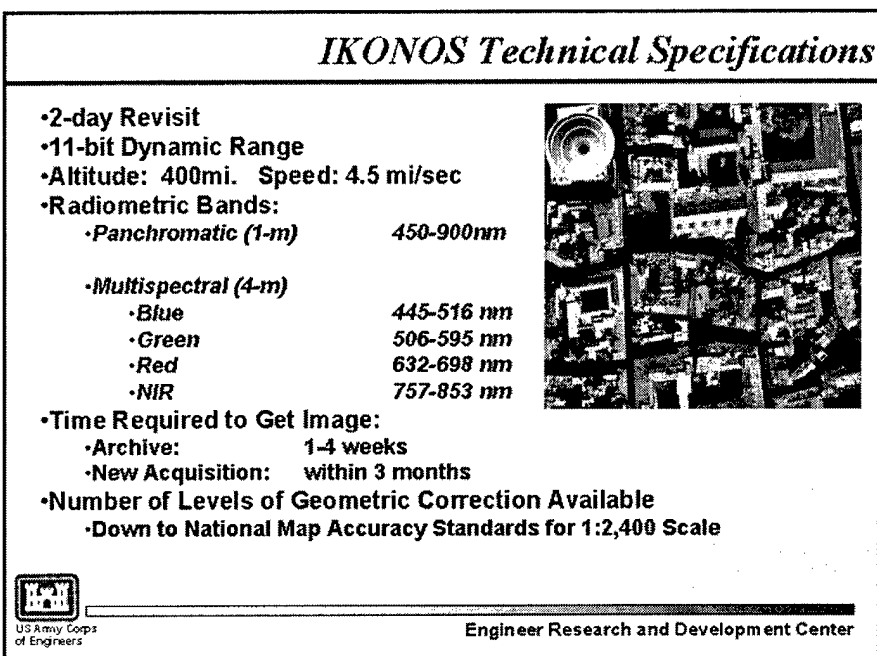 IKONOS Technical Specifications
•2-day Revisit
•11-bit Dynamic Range
•Altitude: 400mi. Speed: 4.5 mi/sec
•Radiometric Bands:
•Panchromatic (1-m) 450-900nm
•Multispectral (4-m)
•Blue 445-516 nm
•Green 506-595 nm
•Red 632-698 nm
•NIR 757-853 nm
•Time Required to Get Image:
•Archive: 1-4 weeks
•New Acquisition: within 3 months
•Number of Levels of Geometric Correction Available
•Down to National Map Accuracy Standards for 1:2,400 Scale
US Army Corps
of Engineers
Engineer Research and Development Center